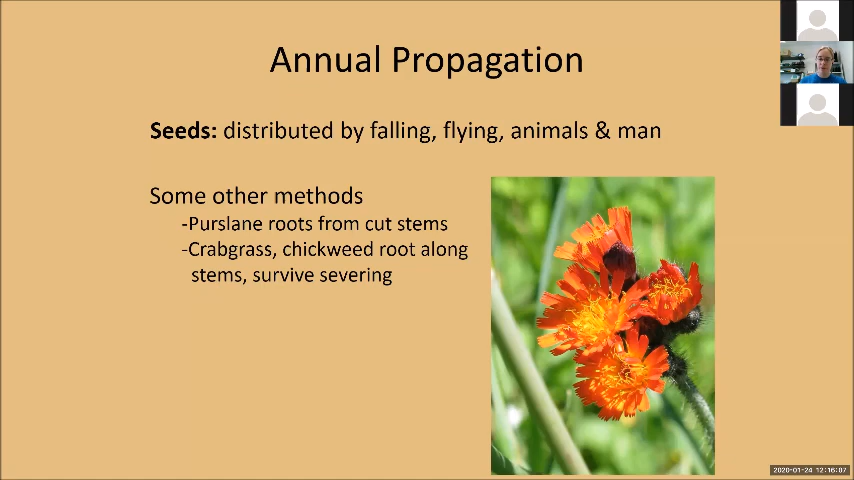 Annual Propagation
Seeds: distributed by falling, flying, animals & man
Some other methods
-Purslane roots from cut stems
-Crabgrass, chickweed root along
stems, survive severing
2020-01-24 12:16:07